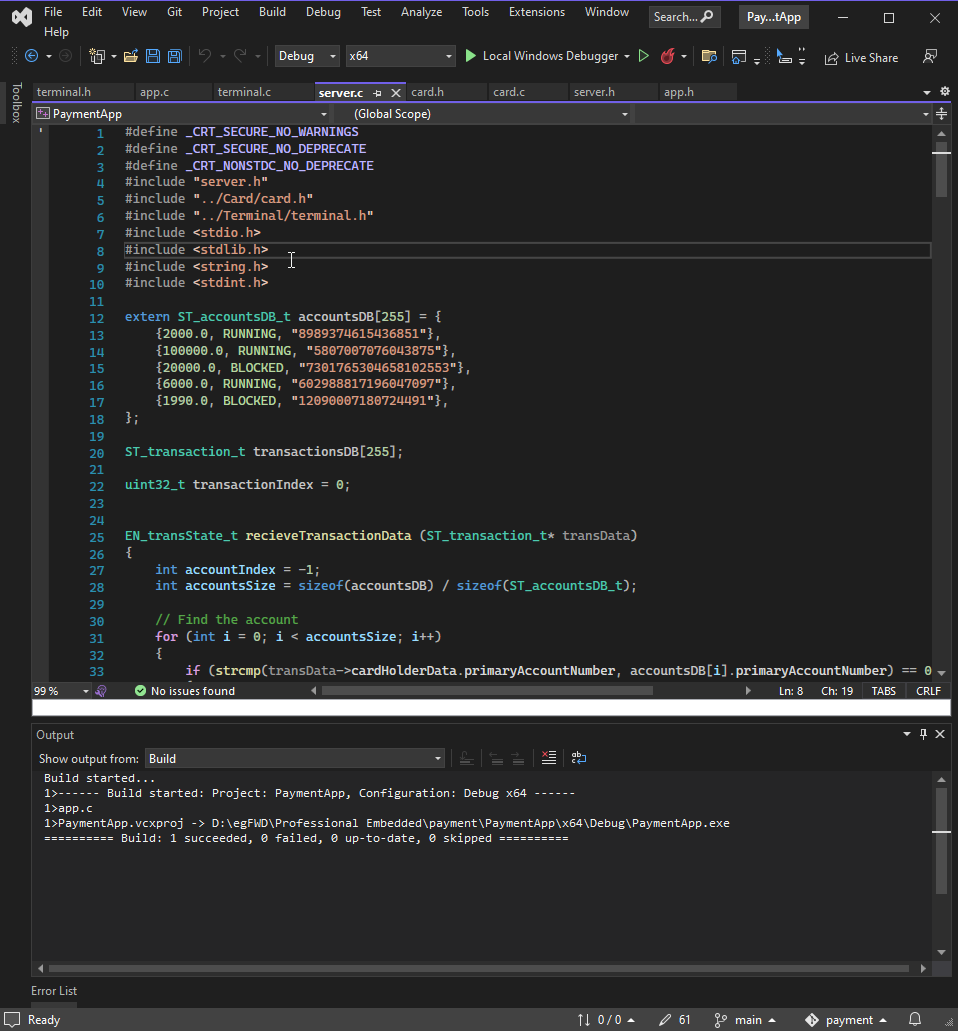 File Edit View Git Project Build Debug Test Analyze Tools Extensions Window Search... Pay...tApp
Help
Debug x64 Local Windows Debugger Live Share
Toolbox
terminal.h app.c terminal.c server.c card.h card.c server.h app.h
PaymentApp (Global Scope)
1 #define _CRT_SECURE_NO_WARNINGS
2 #define _CRT_SECURE_NO_DEPRECATE
3 #define _CRT_NONSTDC_NO_DEPRECATE
4 #include "server.h"
5 #include "../Card/card.h"
6 #include "../Terminal/terminal.h"
7 #include <stdio.h>
8 #include <stdlib.h>
9 #include <string.h>
10 #include <stdint.h>
11
12 extern ST_accountsDB_t accountsDB[255] = {
13 {2000.0, RUNNING, "8989374615436851"},
14 {100000.0, RUNNING, "5807007076043875"},
15 {20000.0, BLOCKED, "7301765304658102553"},
16 {6000.0, RUNNING, "602988817196047097"},
17 {1990.0, BLOCKED, "12090007180724491"},
18 };
19
20 ST_transaction_t transactionsDB[255];
21
22 uint32_t transactionIndex = 0;
23
24
25 EN_transState_t recieveTransactionData (ST_transaction_t* transData)
26 {
27 int accountIndex = -1;
28 int accountsSize = sizeof(accountsDB) / sizeof(ST_accountsDB_t);
29
30 // Find the account
31 for (int i = 0; i < accountsSize; i++)
32 {
33 if (strcmp(transData->cardHolderData.primaryAccountNumber, accountsDB[i].primaryAccountNumber) == 0
99 % No issues found Ln: 8 Ch: 19 TABS CRLF
Output
Show output from: Build
Build started...
1>------ Build started: Project: PaymentApp, Configuration: Debug x64 ------
1>app.c
1>PaymentApp.vcxproj -> D:\egFWD\Professional Embedded\payment\PaymentApp\x64\Debug\PaymentApp.exe
========== Build: 1 succeeded, 0 failed, 0 up-to-date, 0 skipped ==========
Error List
Ready 0 / 0 61 main payment